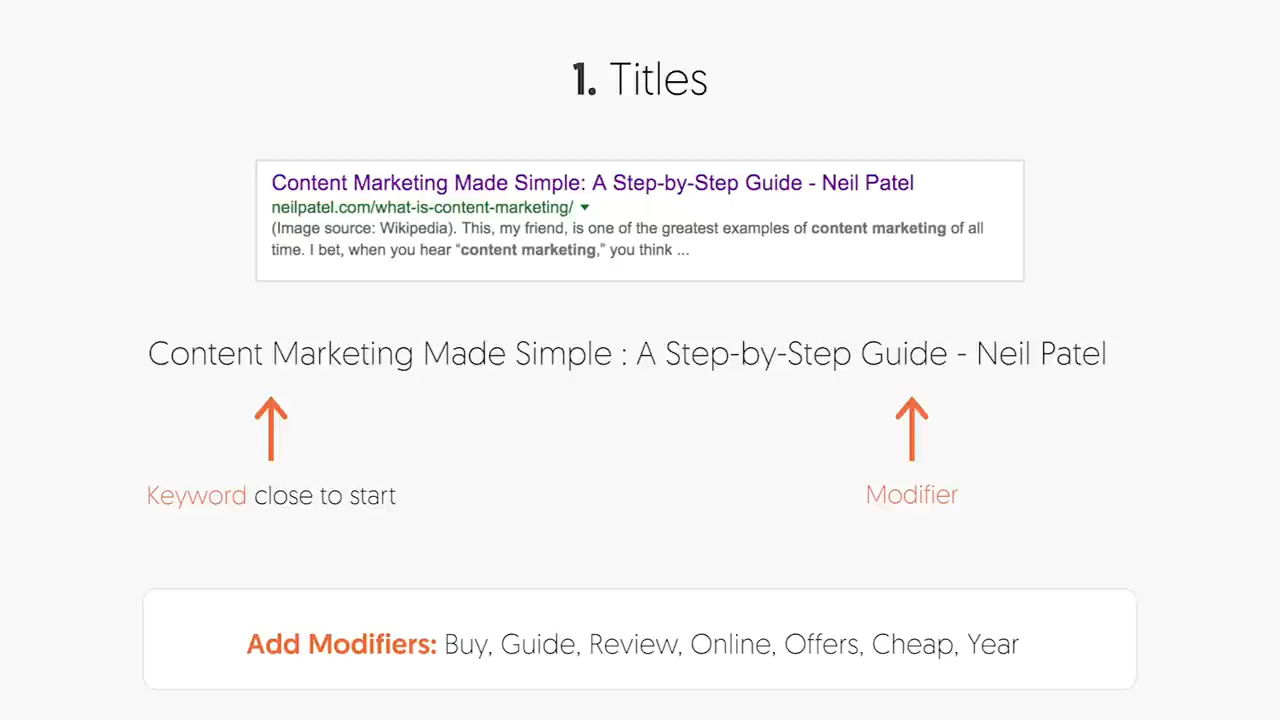 1. Titles
Content Marketing Made Simple: A Step-by-Step Guide - Neil Patel
neilpatel.com/what-is-content-marketing/
(Image source: Wikipedia). This, my friend, is one of the greatest examples of content marketing of all
time. I bet, when you hear “content marketing,” you think ...
Content Marketing Made Simple : A Step-by-Step Guide - Neil Patel
Keyword close to start
Modifier
Add Modifiers: Buy, Guide, Review, Online, Offers, Cheap, Year